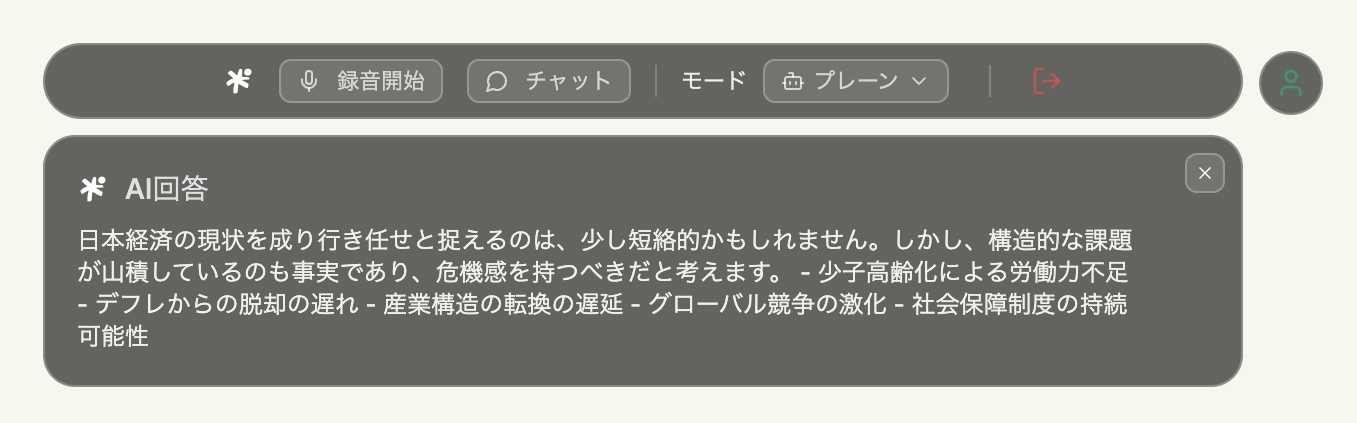 録音開始 チャット モード プレーン
AI回答
日本経済の現状を成り行き任せと捉えるのは、少し短絡的かもしれません。しかし、構造的な課題
が山積しているのも事実であり、危機感を持つべきだと考えます。 - 少子高齢化による労働力不足
- デフレからの脱却の遅れ - 産業構造の転換の遅延 - グローバル競争の激化 - 社会保障制度の持続
可能性